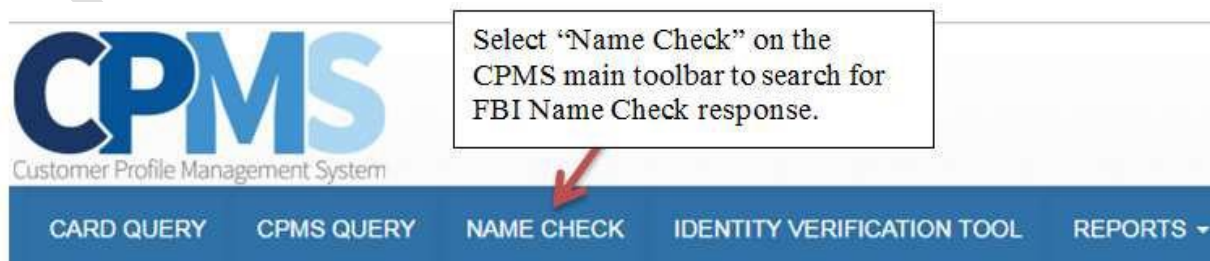 CPMS
Customer Profile Management System
Select “Name Check” on the
CPMS main toolbar to search for
FBI Name Check response.
CARD QUERY CPMS QUERY NAME CHECK IDENTITY VERIFICATION TOOL REPORTS